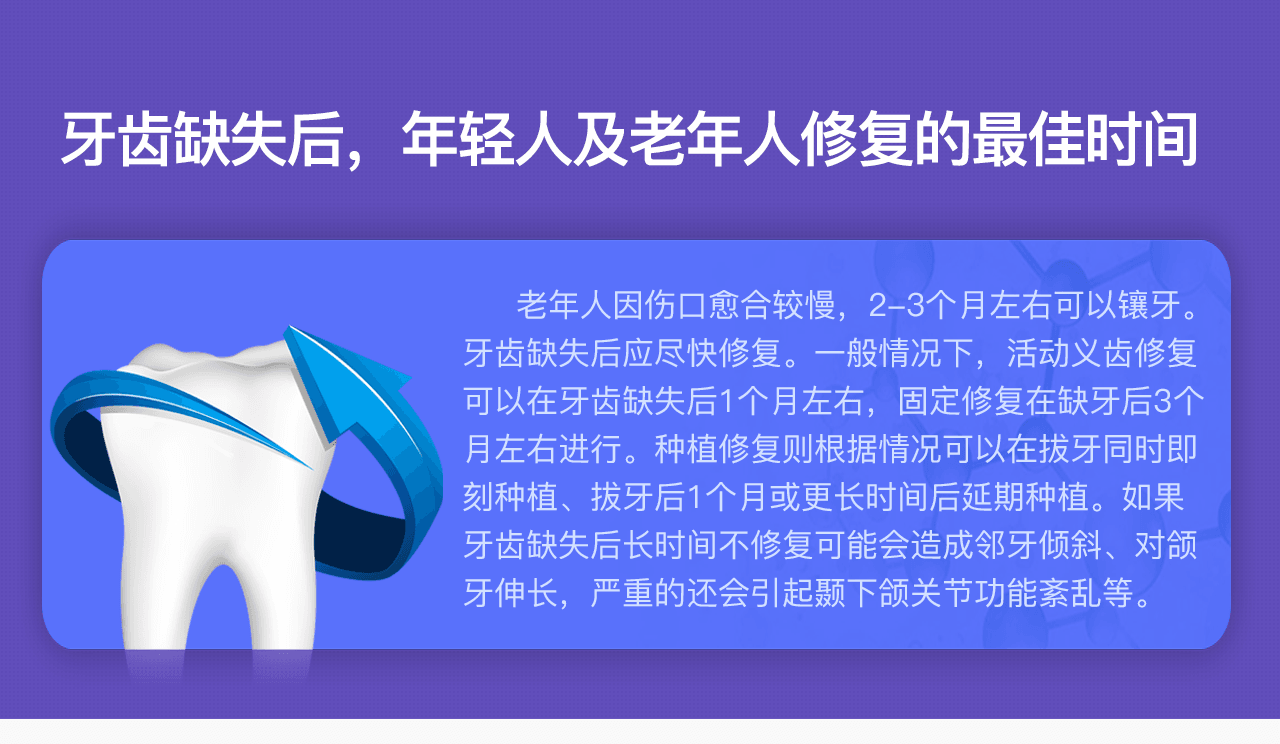 牙齿缺失后，年轻人及老年人修复的最佳时间
老年人因伤口愈合较慢，2-3个月左右可以镶牙。
牙齿缺失后应尽快修复。一般情况下，活动义齿修复
可以在牙齿缺失后1个月左右，固定修复在缺牙后3个
月左右进行。种植修复则根据情况可以在拔牙同时即
刻种植、拔牙后1个月或更长时间后延期种植。如果
牙齿缺失后长时间不修复可能会造成邻牙倾斜、对颌
牙伸长，严重的还会引起颞下颌关节功能紊乱等。